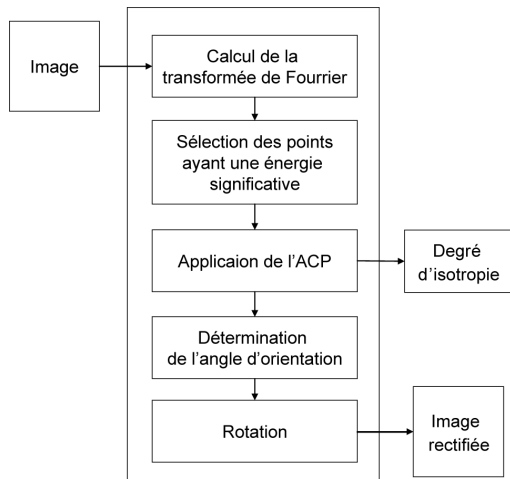 Image
Calcul de la
transformée de Fourrier
Sélection des points
ayant une énergie
significative
Applicaion de l'ACP
Degré
d'isotropie
Détermination
de l'angle d'orientation
Rotation
Image
rectifiée